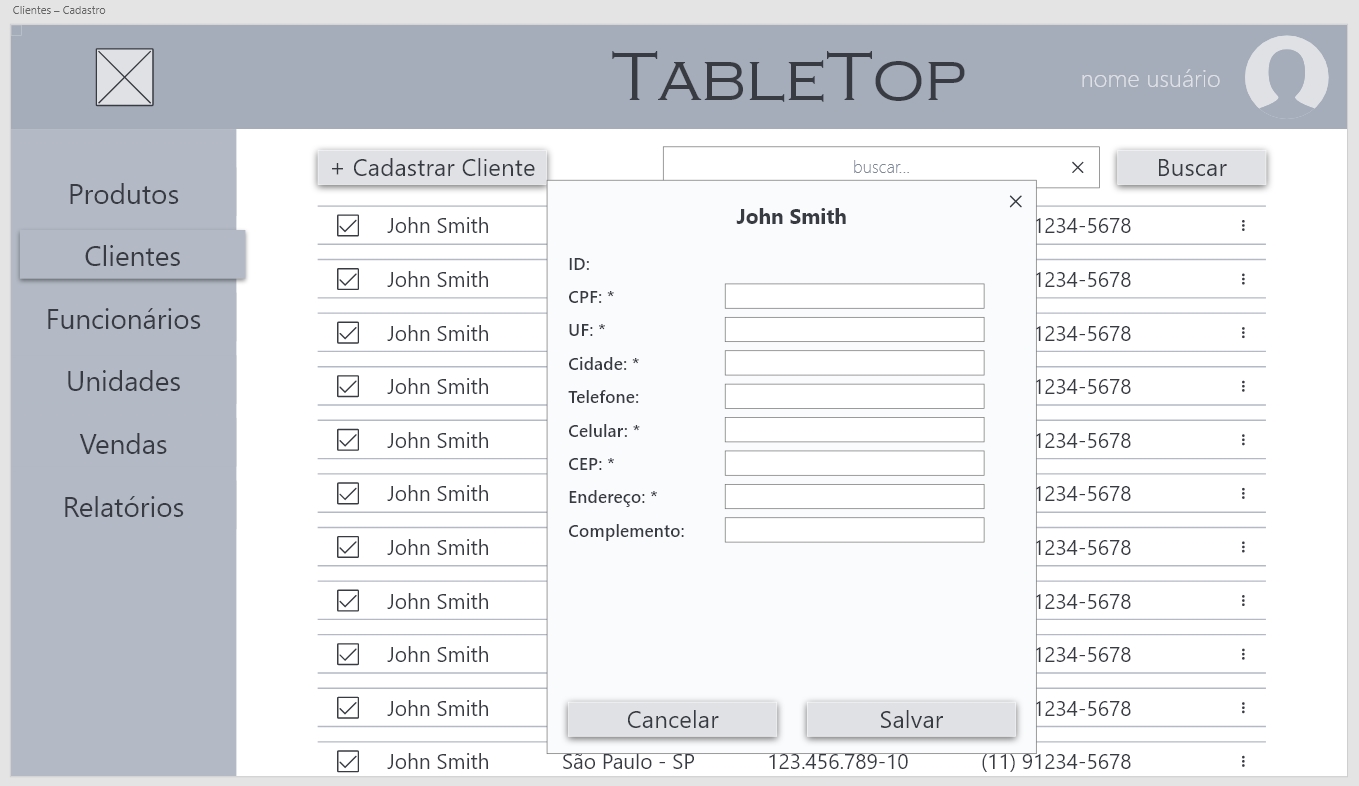 Clientes – Cadastro
TABLETOP
nome usuário
Produtos
Clientes
Funcionários
Unidades
Vendas
Relatórios
+ Cadastrar Cliente
buscar...
Buscar
John Smith
ID:
CPF: *
UF: *
Cidade: *
Telefone:
Celular: *
CEP: *
Endereço: *
Complemento:
Cancelar Salvar
John Smith 1234-5678
John Smith 1234-5678
John Smith 1234-5678
John Smith 1234-5678
John Smith 1234-5678
John Smith 1234-5678
John Smith 1234-5678
John Smith 1234-5678
John Smith 1234-5678
John Smith 1234-5678
John Smith São Paulo - SP 123.456.789-10 (11) 91234-5678